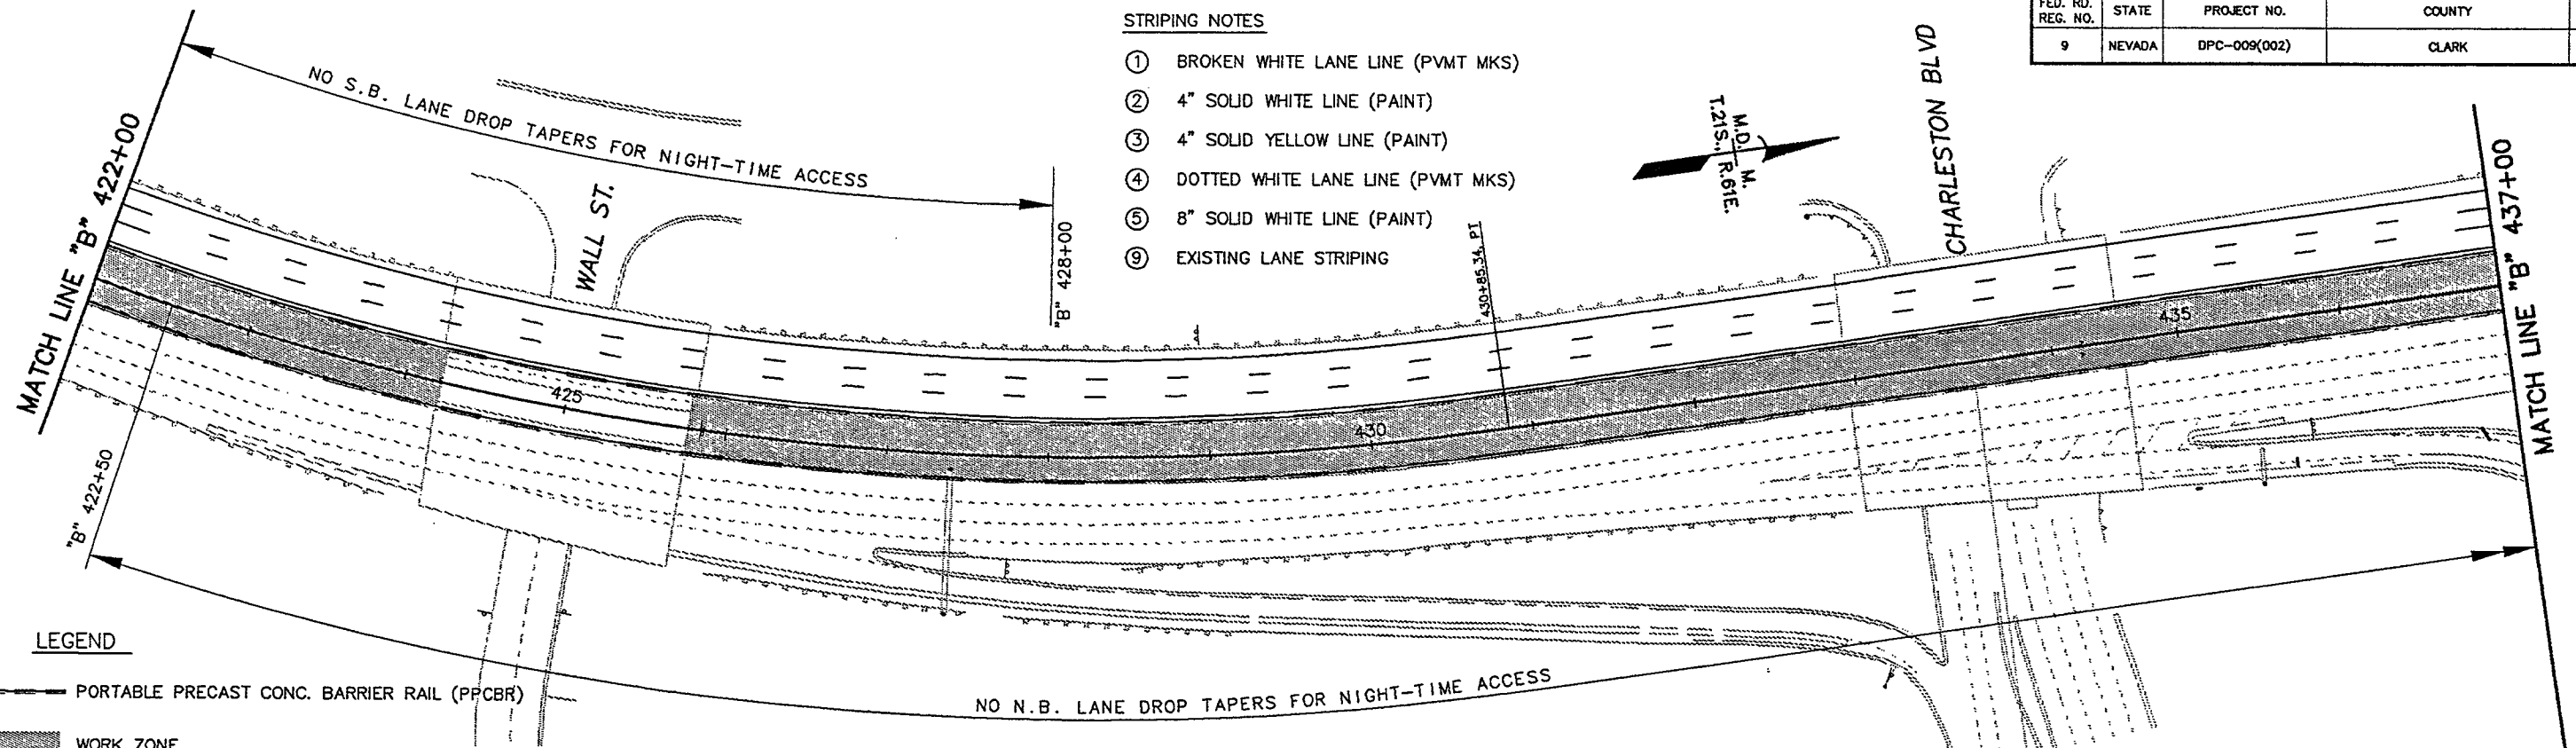 STRIPING NOTES
① BROKEN WHITE LANE LINE (PVMT MKS)
② 4" SOLID WHITE LINE (PAINT)
③ 4" SOLID YELLOW LINE (PAINT)
④ DOTTED WHITE LANE LINE (PVMT MKS)
⑤ 8" SOLID WHITE LINE (PAINT)
⑨ EXISTING LANE STRIPING
FED. RD. REG. NO. STATE PROJECT NO. COUNTY
9 NEVADA DPC-009(002) CLARK
NO S.B. LANE DROP TAPERS FOR NIGHT-TIME ACCESS
MATCH LINE "B" 422+00
WALL ST.
"B" 428+00
430+85.34 PT
M.D. M.
T.21S., R.61E.
CHARLESTON BLVD
MATCH LINE "B" 437+00
425
430
435
"B" 422+50
NO N.B. LANE DROP TAPERS FOR NIGHT-TIME ACCESS
LEGEND
PORTABLE PRECAST CONC. BARRIER RAIL (PPCBR)
WORK ZONE